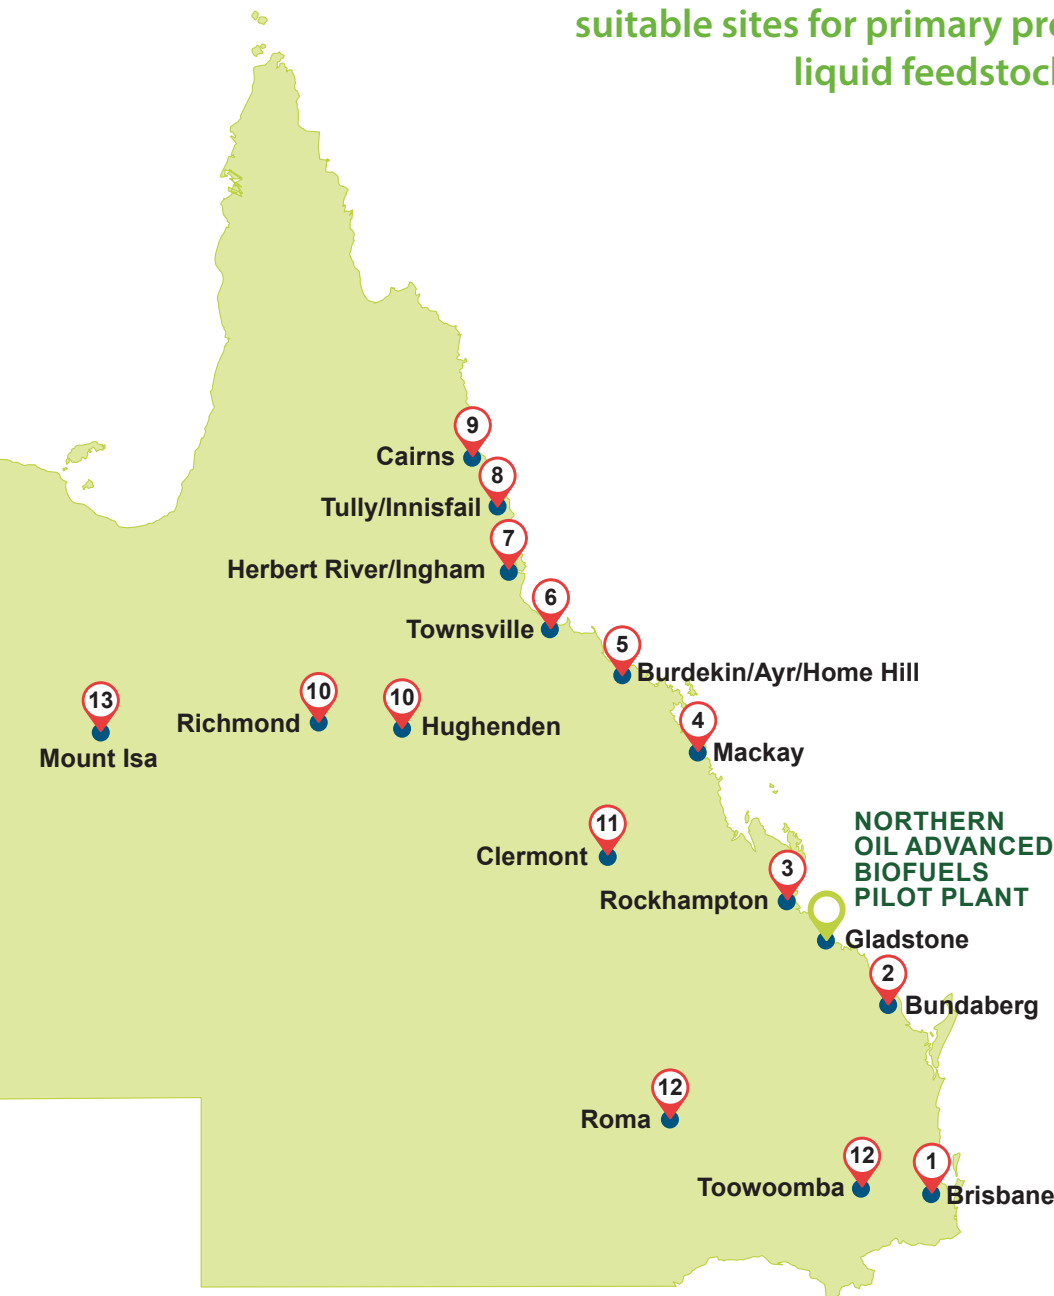 suitable sites for primary pro
liquid feedstock
9
Cairns
8
Tully/Innisfail
7
Herbert River/Ingham
6
Townsville
5
Burdekin/Ayr/Home Hill
13
Mount Isa
10
Richmond
10
Hughenden
4
Mackay
11
Clermont
3
Rockhampton
NORTHERN
OIL ADVANCED
BIOFUELS
PILOT PLANT
Gladstone
2
Bundaberg
12
Roma
12
Toowoomba
1
Brisbane